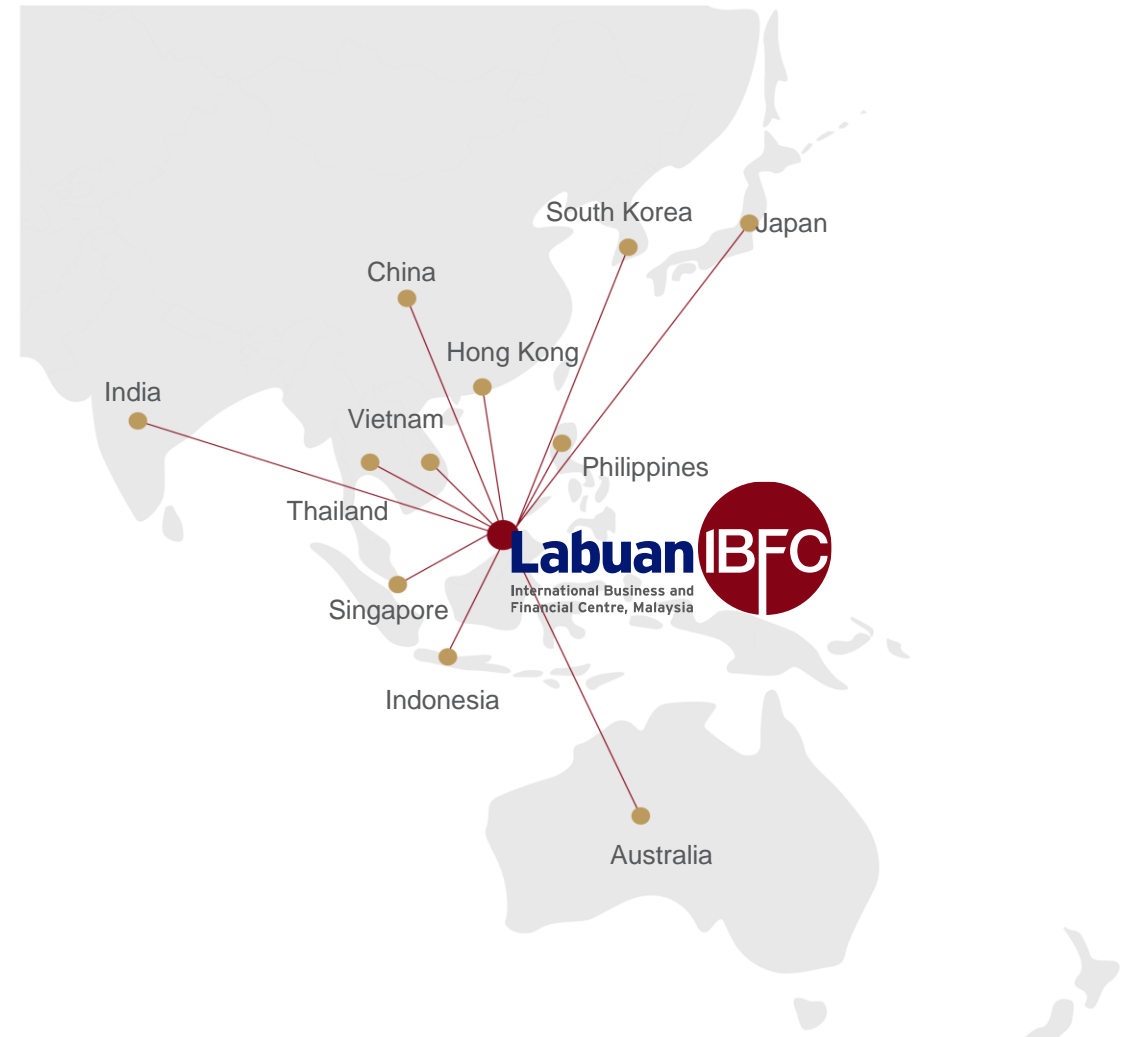 South Korea
Japan
China
Hong Kong
India
Vietnam
Philippines
Thailand
Labuan IBFC
International Business and
Financial Centre, Malaysia
Singapore
Indonesia
Australia